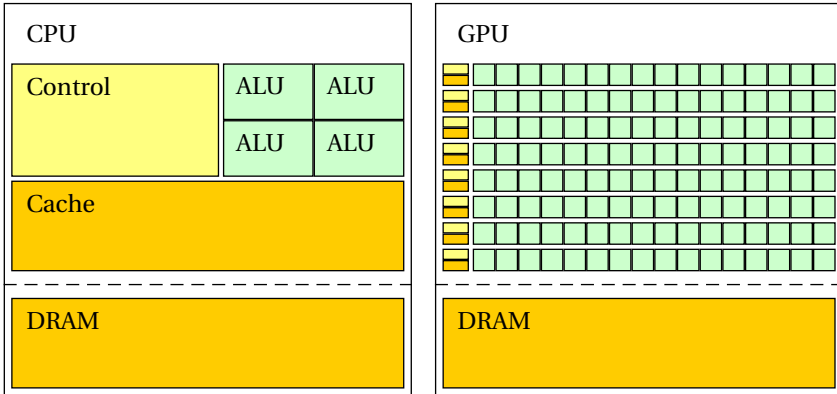 CPU
Control
ALU ALU
ALU ALU
Cache
DRAM
GPU
DRAM